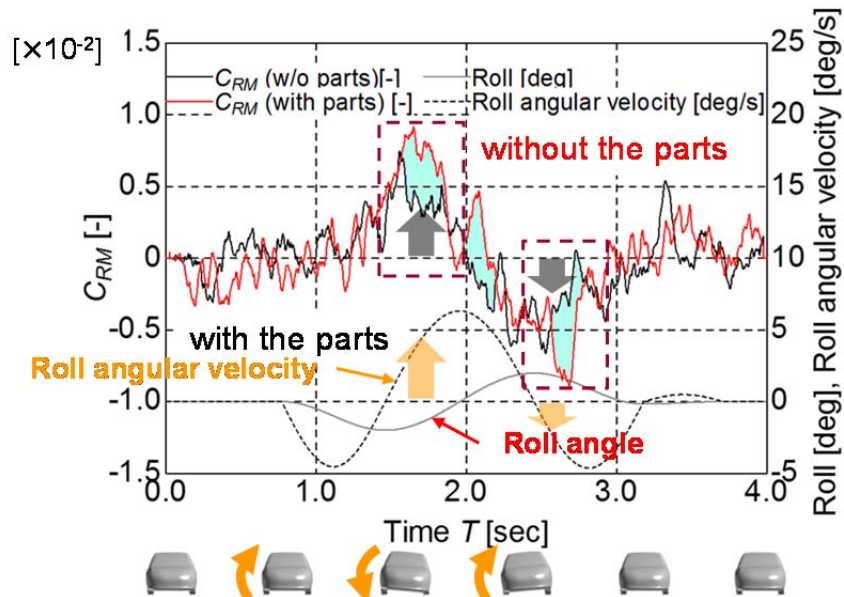 [×10⁻²]
C_RM (w/o parts)[-]
Roll [deg]
C_RM (with parts) [-]
Roll angular velocity [deg/s]
without the parts
with the parts
Roll angular velocity
Roll angle
1.5
1.0
0.5
0
-0.5
-1.0
-1.5
C_RM [-]
25
20
15
10
5
0
-5
Roll [deg], Roll angular velocity [deg/s]
0.0
1.0
2.0
3.0
4.0
Time T [sec]